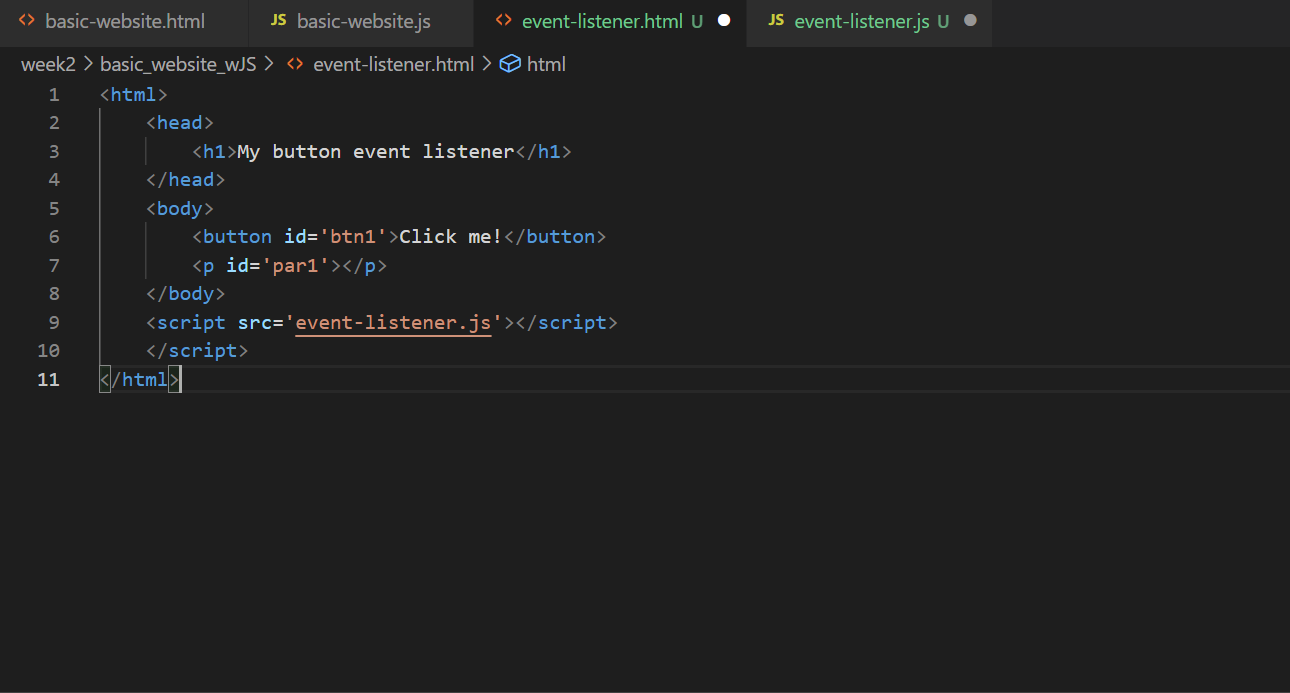 <> basic-website.html JS basic-website.js <> event-listener.html U JS event-listener.js U
week2 > basic_website_wJS > <> event-listener.html > html
1 <html>
2 <head>
3 <h1>My button event listener</h1>
4 </head>
5 <body>
6 <button id='btn1'>Click me!</button>
7 <p id='par1'></p>
8 </body>
9 <script src='event-listener.js'></script>
10 </script>
11 </html>